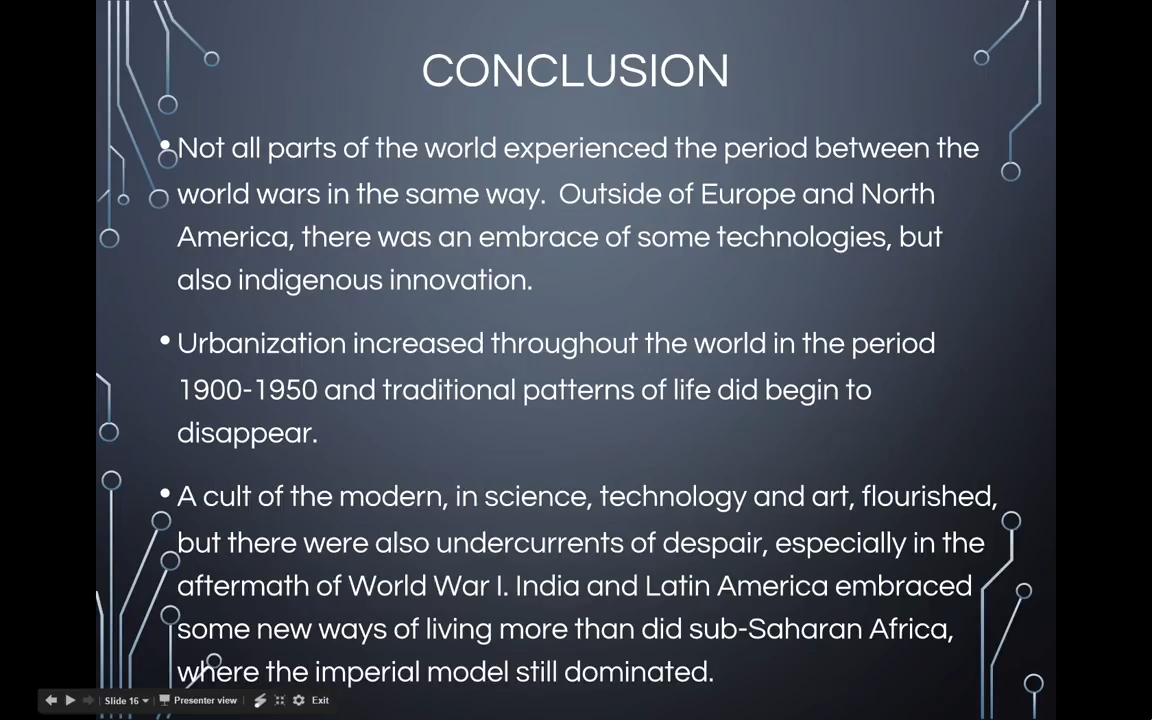 CONCLUSION
• Not all parts of the world experienced the period between the
world wars in the same way.  Outside of Europe and North
America, there was an embrace of some technologies, but
also indigenous innovation.
• Urbanization increased throughout the world in the period
1900-1950 and traditional patterns of life did begin to
disappear.
• A cult of the modern, in science, technology and art, flourished,
but there were also undercurrents of despair, especially in the
aftermath of World War I. India and Latin America embraced
some new ways of living more than did sub-Saharan Africa,
where the imperial model still dominated.
Slide 16 Presenter view Exit